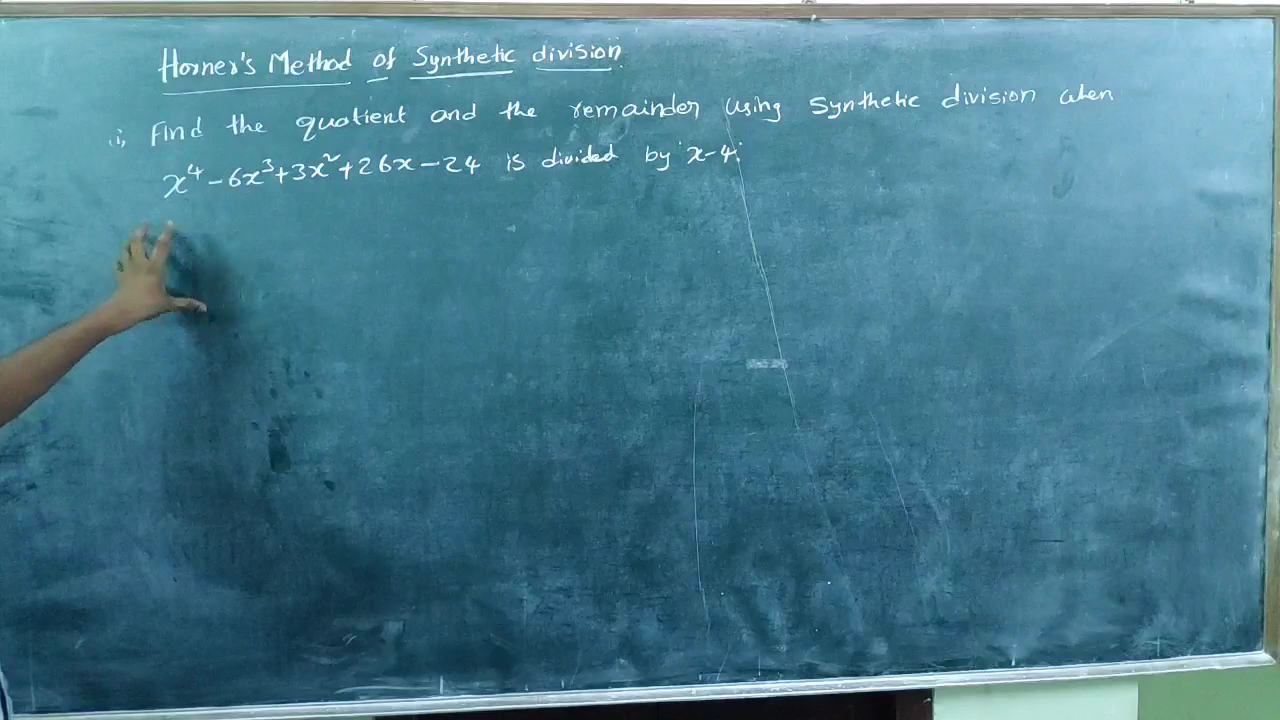 Horner's Method of Synthetic division.
(i, Find the quotient and the remainder using synthetic division when
x⁴-6x³+3x²+26x-24 is divided by x-4.